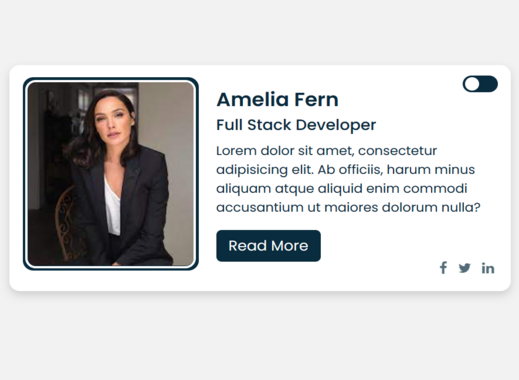 Amelia Fern
Full Stack Developer
Lorem dolor sit amet, consectetur
adipisicing elit. Ab officiis, harum minus
aliquam atque aliquid enim commodi
accusantium ut maiores dolorum nulla?
Read More